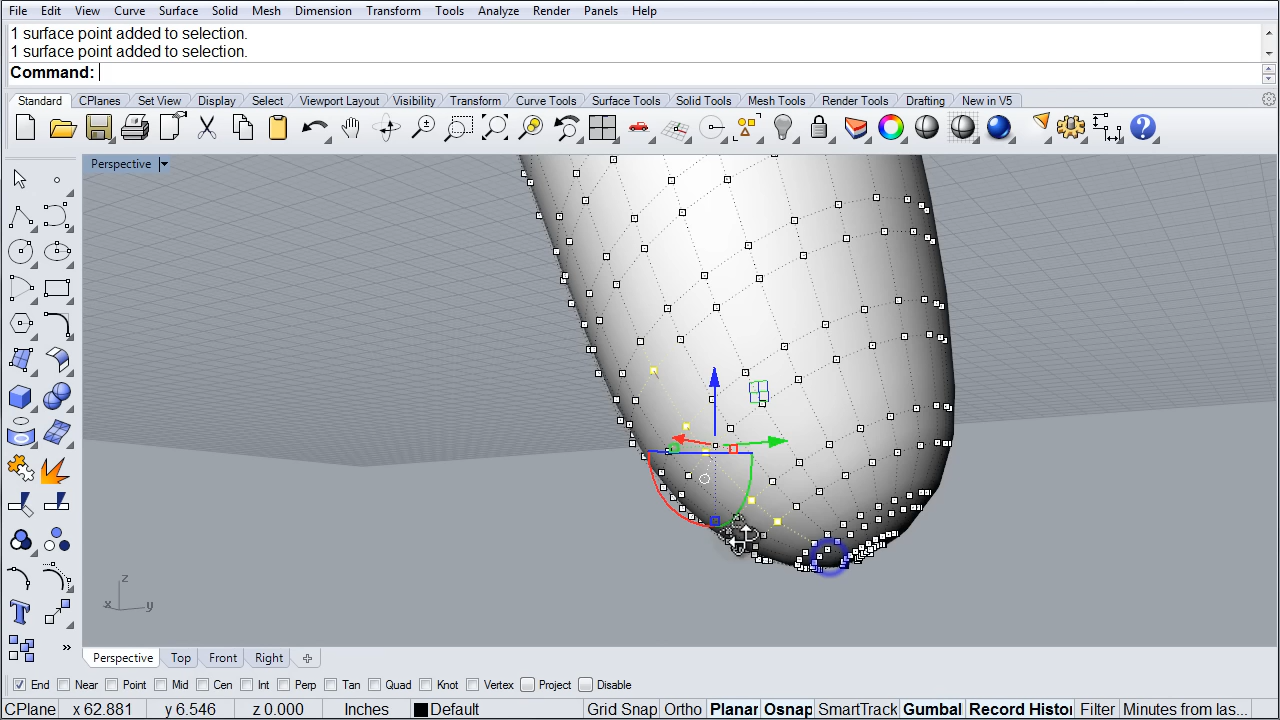 File Edit View Curve Surface Solid Mesh Dimension Transform Tools Analyze Render Panels Help
1 surface point added to selection.
1 surface point added to selection.
Command:
Standard CPlanes Set View Display Select Viewport Layout Visibility Transform Curve Tools Surface Tools Solid Tools Mesh Tools Render Tools Drafting New in V5
Perspective
z
x y
Perspective Top Front Right
End Near Point Mid Cen Int Perp Tan Quad Knot Vertex Project Disable
CPlane x 62.881 y 6.546 z 0.000 Inches Default Grid Snap Ortho Planar Osnap SmartTrack Gumbal Record Histo Filter Minutes from las...